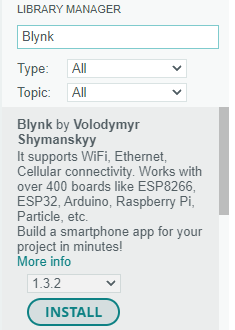 LIBRARY MANAGER
Blynk
Type: All
Topic: All
Blynk by Volodymyr
Shymanskyy
It supports WiFi, Ethernet,
Cellular connectivity. Works with
over 400 boards like ESP8266,
ESP32, Arduino, Raspberry Pi,
Particle, etc.
Build a smartphone app for your
project in minutes!
More info
1.3.2
INSTALL